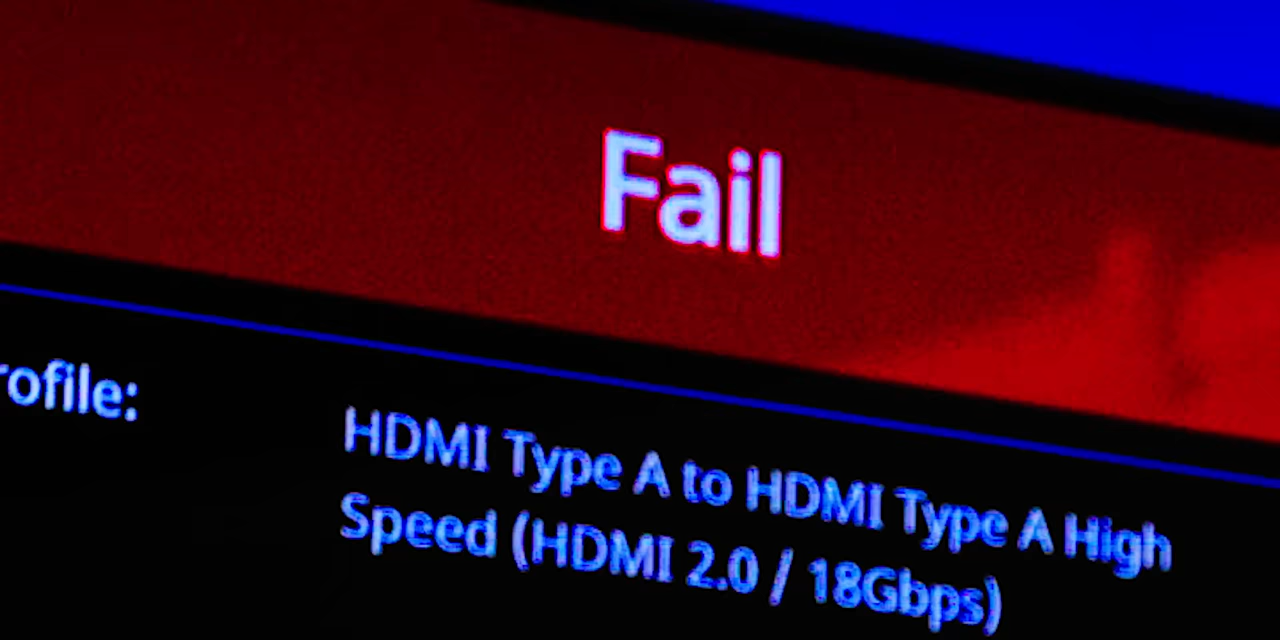 Fail
rofile:
HDMI Type A to HDMI Type A High
Speed (HDMI 2.0 / 18Gbps)